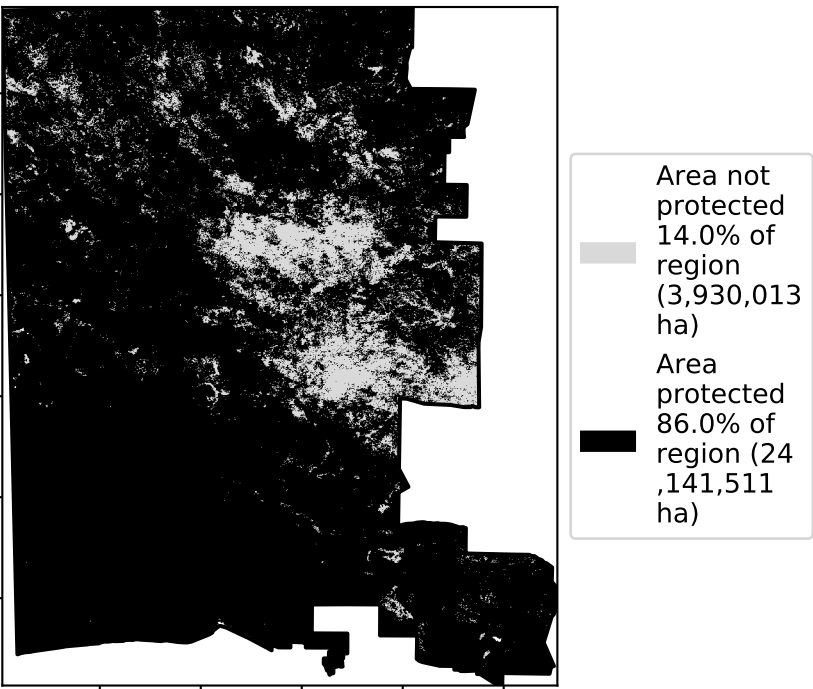 Area not
protected
14.0% of
region
(3,930,013
ha)
Area
protected
86.0% of
region (24
,141,511
ha)